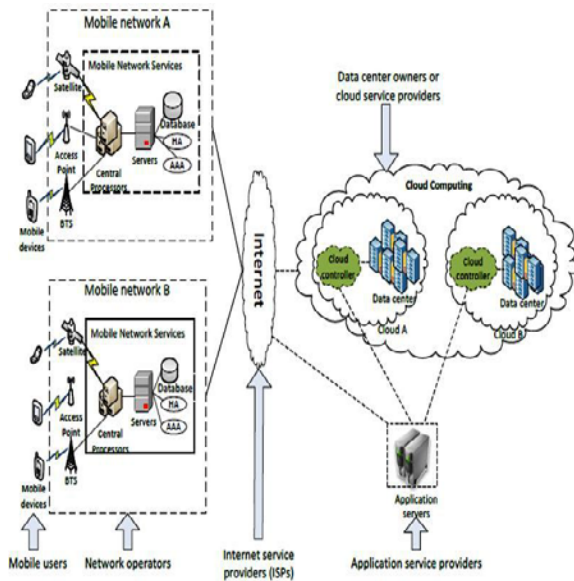 Mobile network A
Mobile Network Services
Satellite
Database
HA
AAA
Access
Point
Servers
Central
Processors
BTS
Mobile
devices
Mobile network B
Mobile Network Services
Satellite
Database
HA
AAA
Access
Point
Servers
Central
Processors
BTS
Mobile
devices
Mobile users
Network operators
Internet
Internet service
providers (ISPs)
Data center owners or
cloud service providers
Cloud Computing
Cloud
controller
Data center
Cloud A
Cloud
controller
Data center
Cloud B
Application
servers
Application service providers